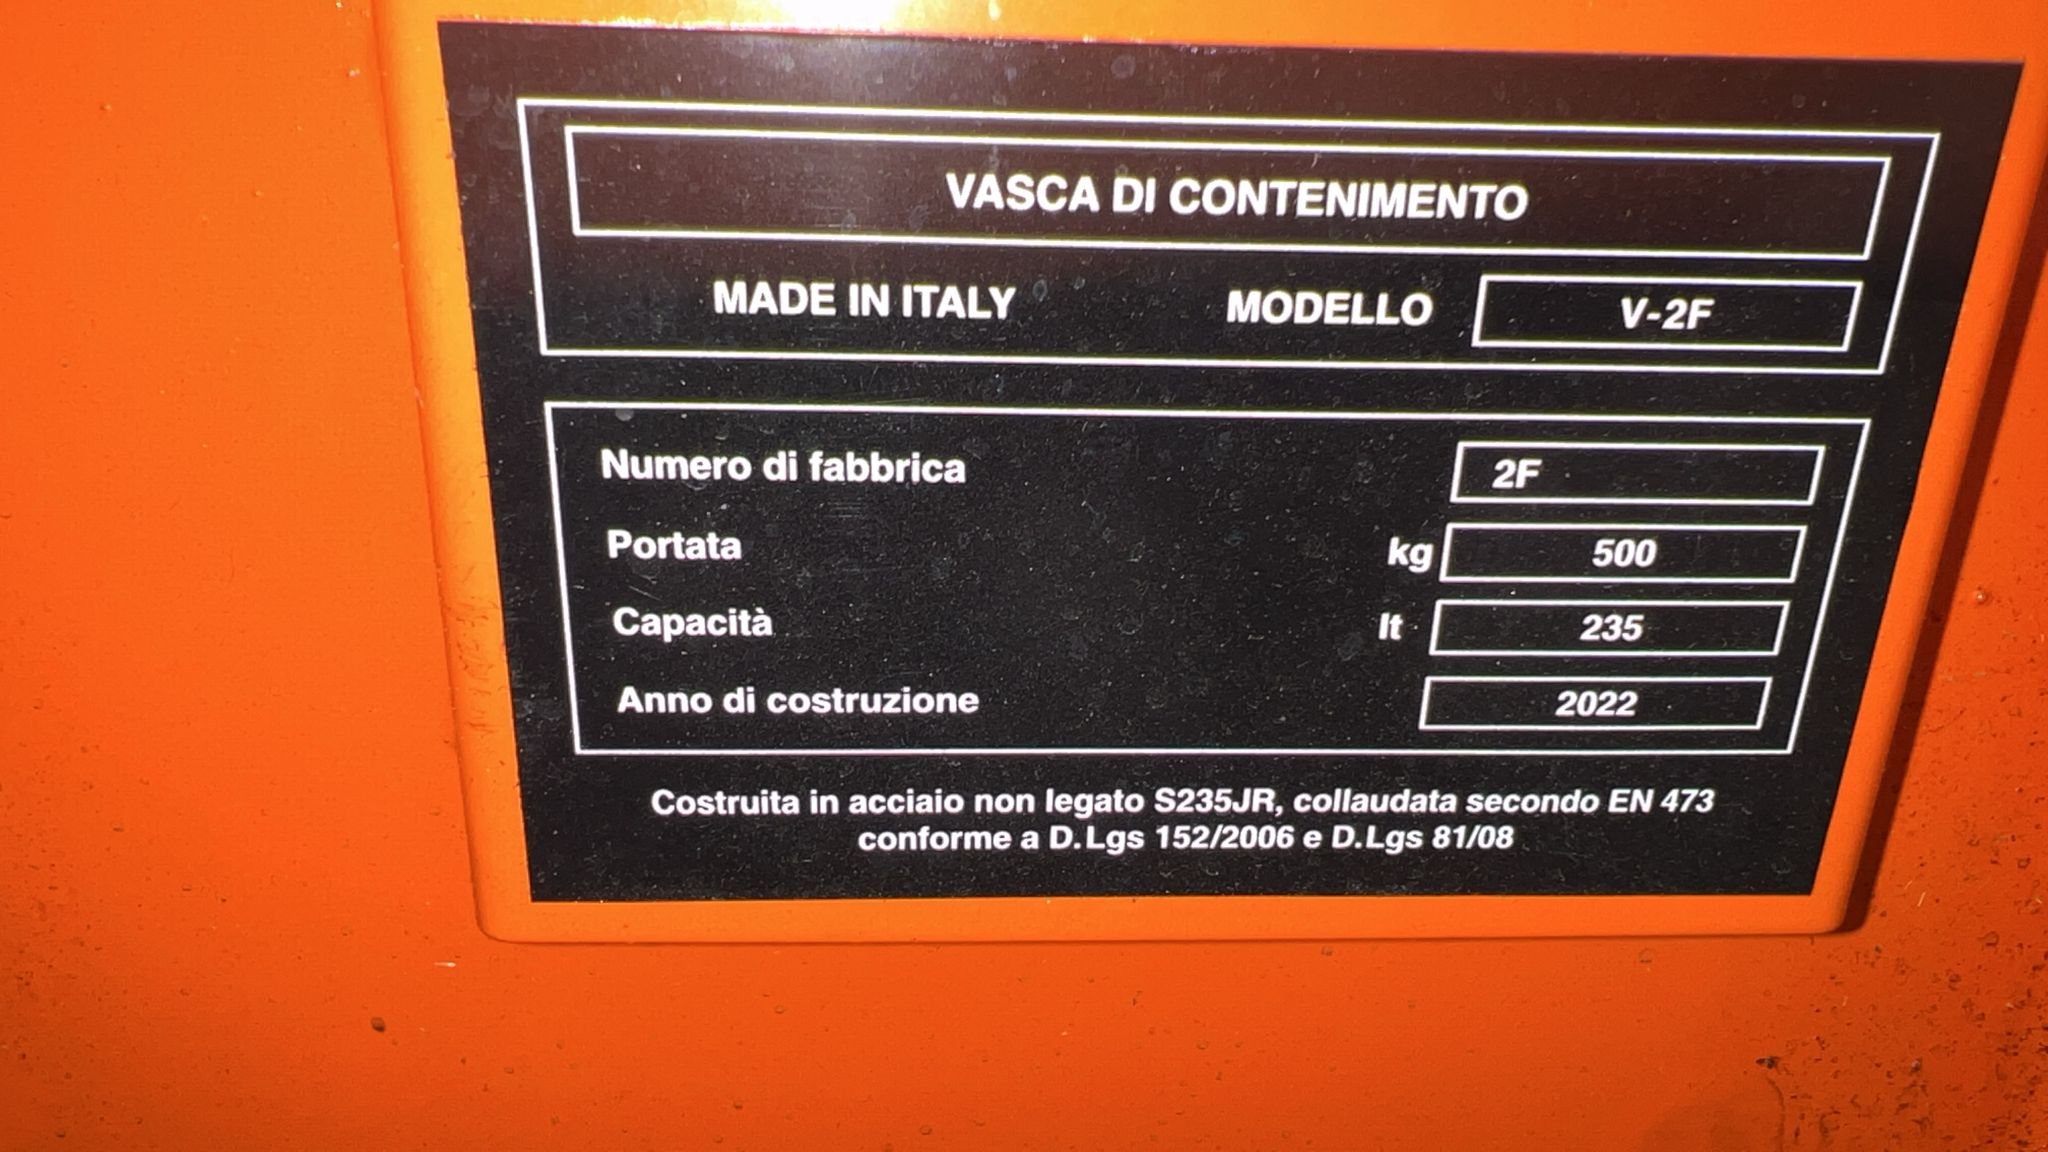 VASCA DI CONTENIMENTO
MADE IN ITALY MODELLO V-2F
Numero di fabbrica 2F
Portata kg 500
Capacità lt 235
Anno di costruzione 2022
Costruita in acciaio non legato S235JR, collaudata secondo EN 473
conforme a D.Lgs 152/2006 e D.Lgs 81/08